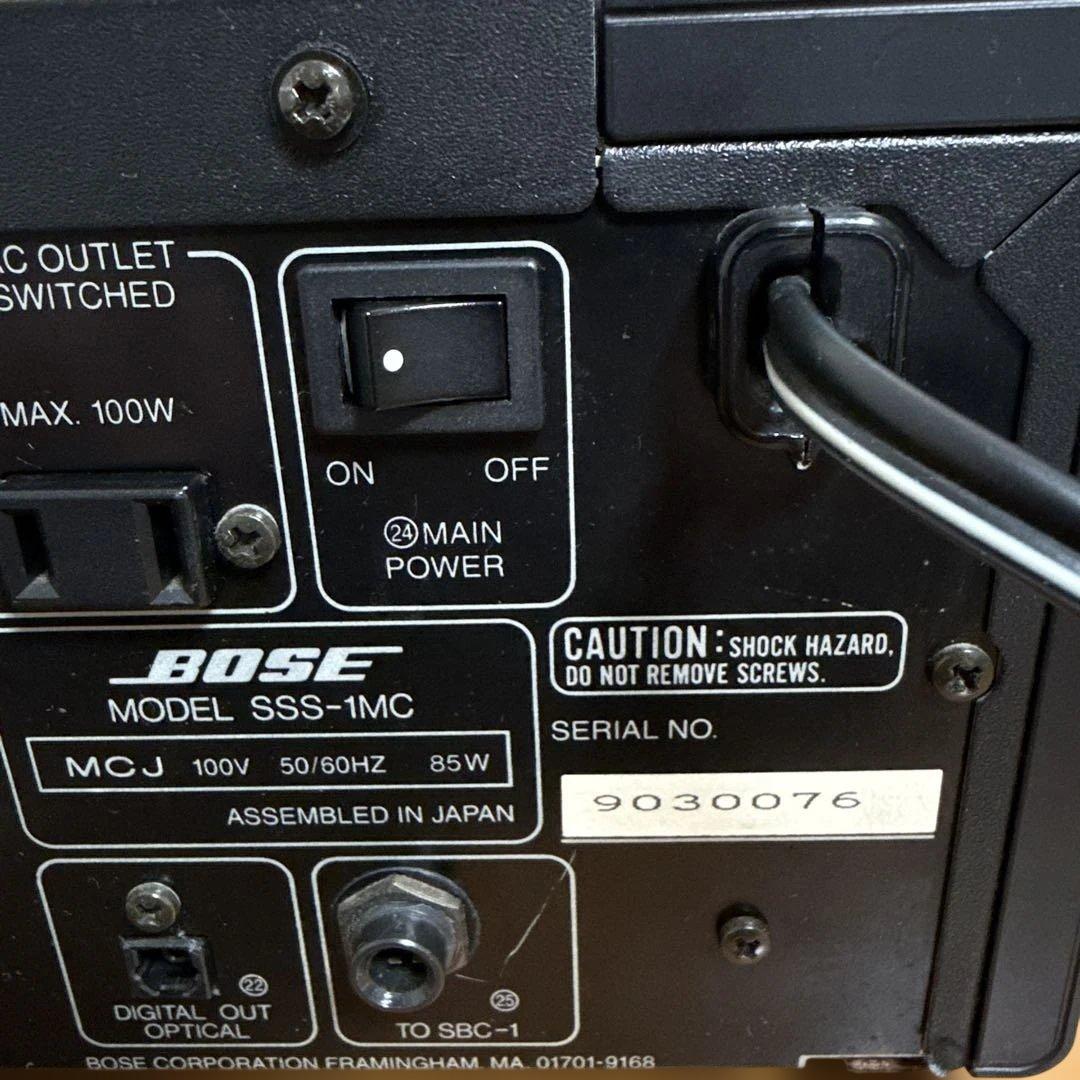 AC OUTLET
SWITCHED
MAX. 100W
ON OFF
㉔MAIN
POWER
BOSE
MODEL SSS-1MC
MCJ 100V 50/60HZ 85W
ASSEMBLED IN JAPAN
CAUTION : SHOCK HAZARD,
DO NOT REMOVE SCREWS.
SERIAL NO.
9030076
㉒
DIGITAL OUT
OPTICAL
㉕
TO SBC-1
BOSE CORPORATION FRAMINGHAM, MA. 01701-9168